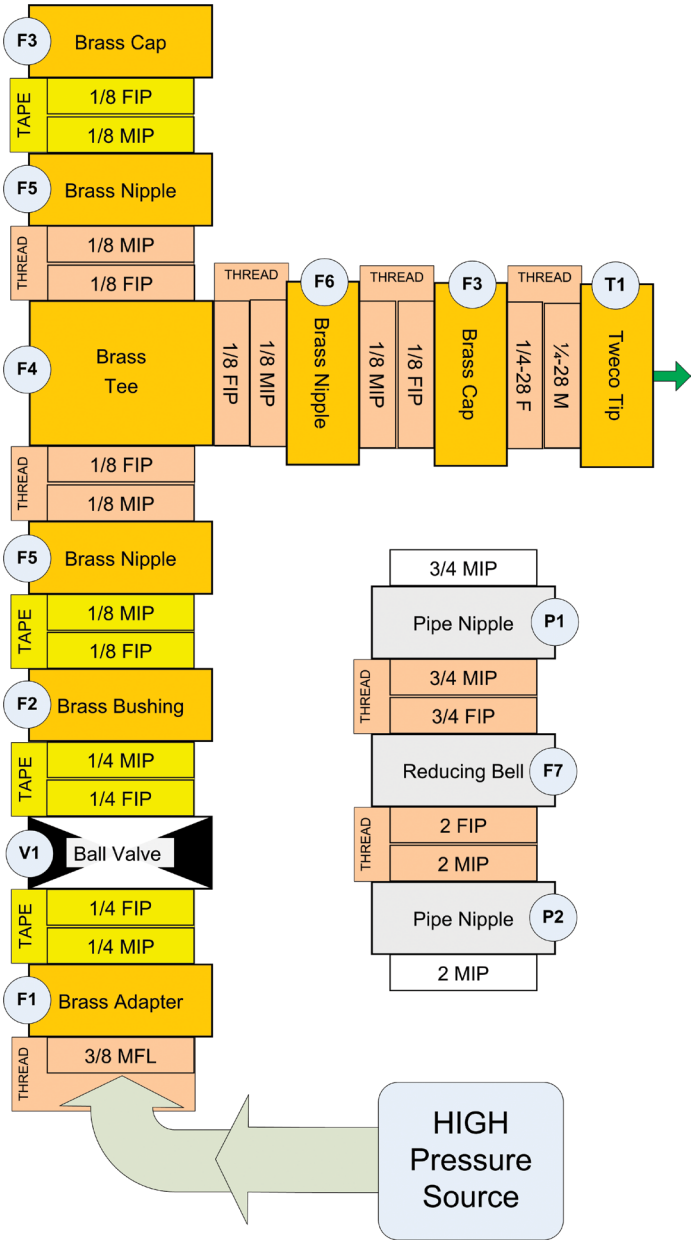 F3
Brass Cap
TAPE
1/8 FIP
1/8 MIP
F5
Brass Nipple
THREAD
1/8 MIP
1/8 FIP
F4
Brass
Tee
THREAD
1/8 FIP
1/8 MIP
F6
Brass Nipple
THREAD
1/8 MIP
1/8 FIP
F3
Brass Cap
THREAD
1/4-28 F
¼-28 M
T1
Tweco Tip
THREAD
1/8 FIP
1/8 MIP
F5
Brass Nipple
TAPE
1/8 MIP
1/8 FIP
F2
Brass Bushing
TAPE
1/4 MIP
1/4 FIP
V1
Ball Valve
TAPE
1/4 FIP
1/4 MIP
F1
Brass Adapter
THREAD
3/8 MFL
3/4 MIP
Pipe Nipple
P1
THREAD
3/4 MIP
3/4 FIP
Reducing Bell
F7
THREAD
2 FIP
2 MIP
Pipe Nipple
P2
2 MIP
HIGH
Pressure
Source